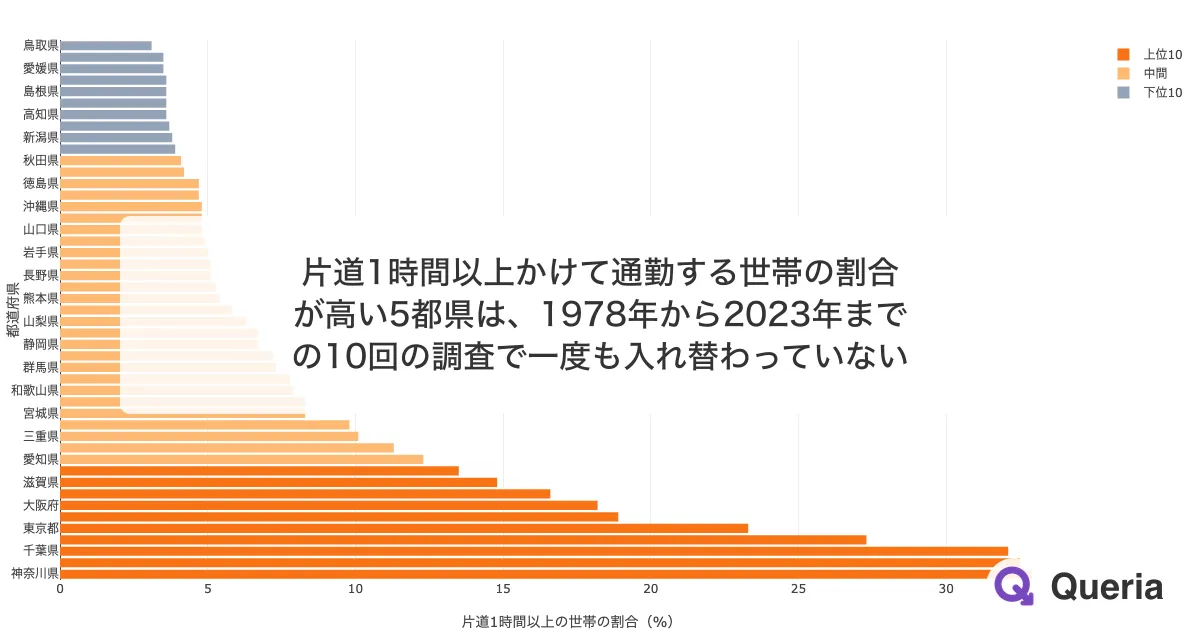 鳥取県
愛媛県
島根県
高知県
新潟県
秋田県
徳島県
沖縄県
山口県
岩手県
長野県
熊本県
山梨県
静岡県
群馬県
和歌山県
宮城県
三重県
愛知県
滋賀県
大阪府
東京都
千葉県
神奈川県
都道府県
0 5 10 15 20 25 30
片道1時間以上の世帯の割合（%）
上位10
中間
下位10
片道1時間以上かけて通勤する世帯の割合
が高い5都県は、1978年から2023年まで
の10回の調査で一度も入れ替わっていない
Queria